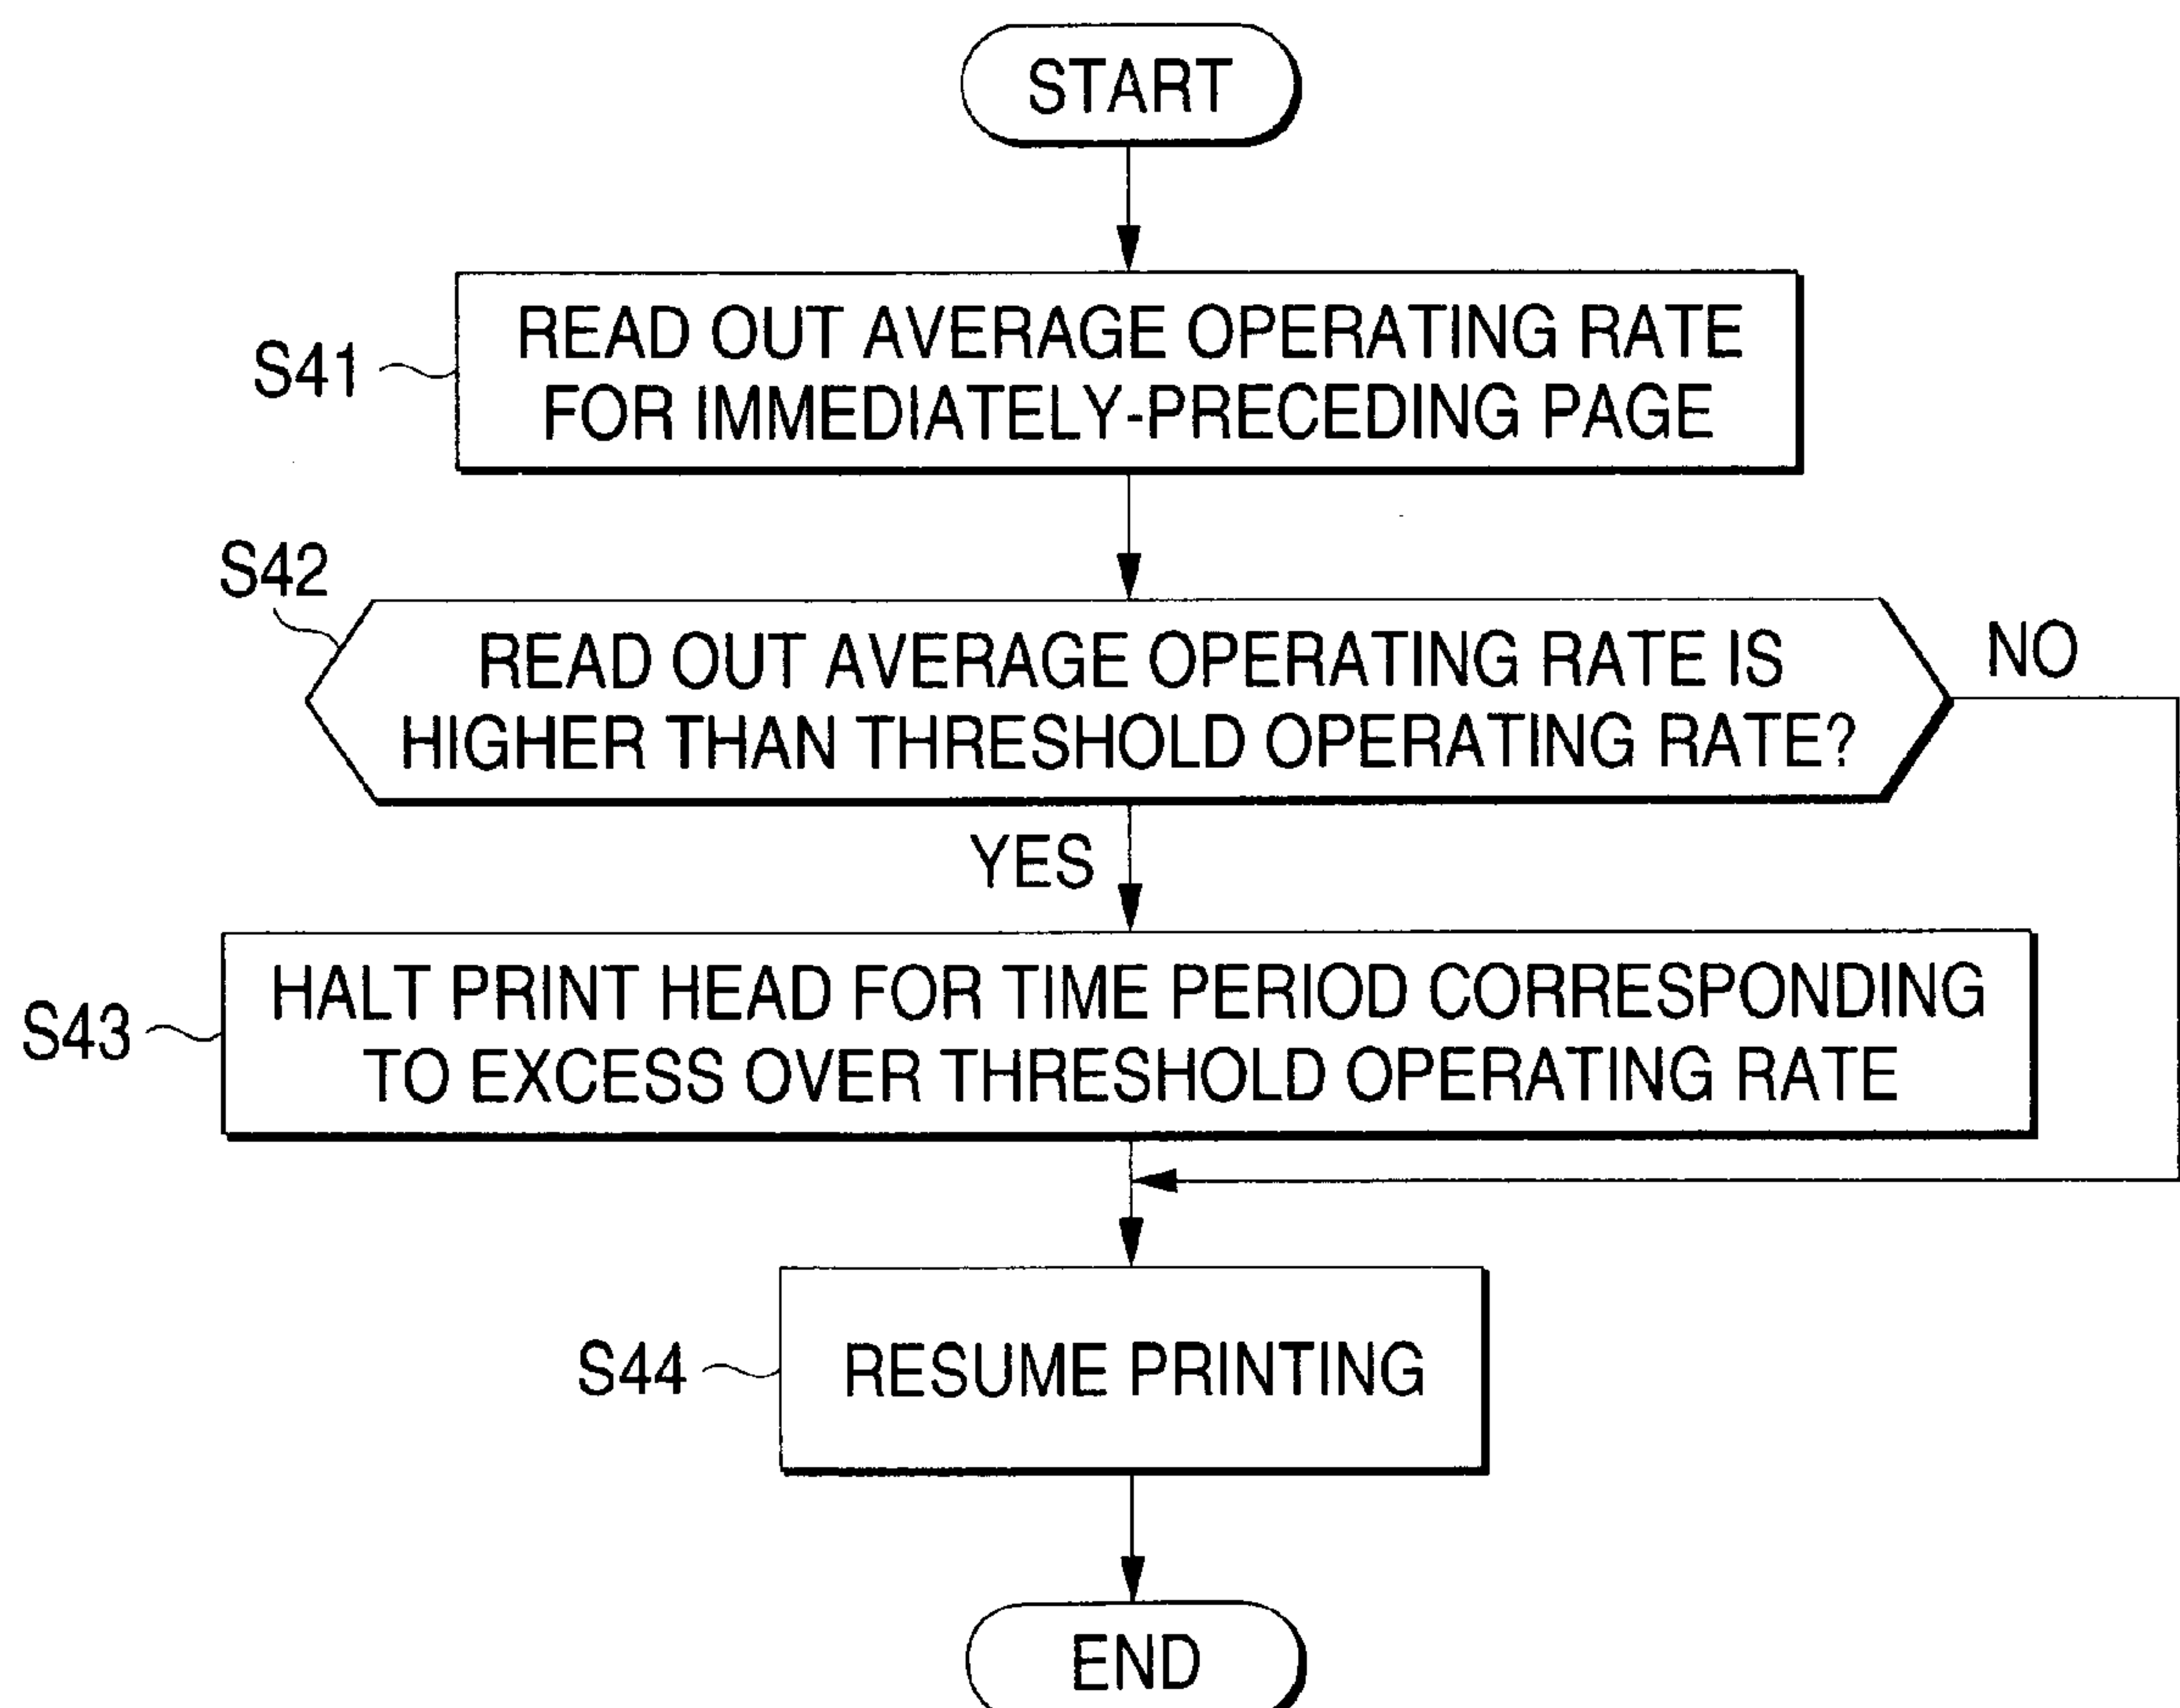 START
S41
READ OUT AVERAGE OPERATING RATE
FOR IMMEDIATELY-PRECEDING PAGE
S42
READ OUT AVERAGE OPERATING RATE IS
HIGHER THAN THRESHOLD OPERATING RATE?
NO
YES
S43
HALT PRINT HEAD FOR TIME PERIOD CORRESPONDING
TO EXCESS OVER THRESHOLD OPERATING RATE
S44
RESUME PRINTING
END